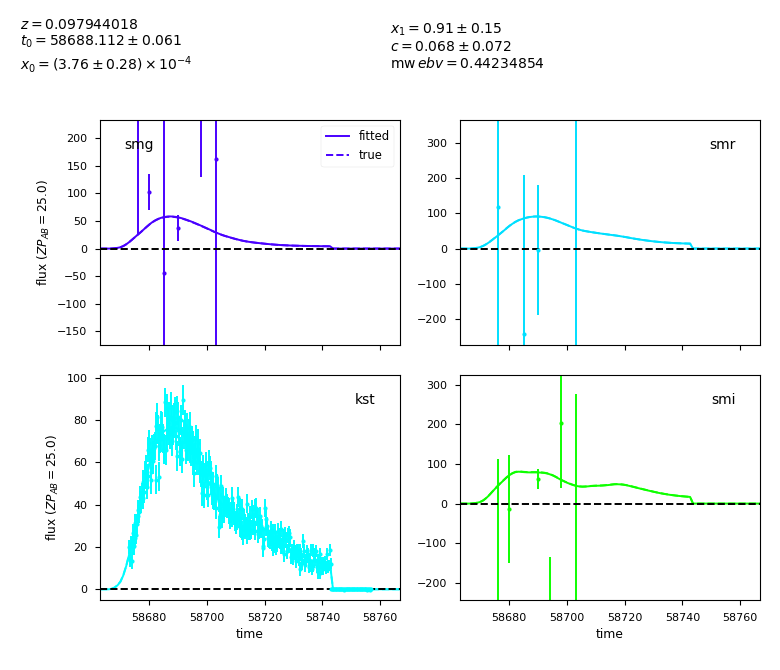 z = 0.097944018
t₀ = 58688.112 ± 0.061
x₀ = (3.76 ± 0.28) × 10⁻⁴
x₁ = 0.91 ± 0.15
c = 0.068 ± 0.072
mw ebv = 0.44234854
smg
fitted
true
flux (ZP_AB = 25.0)
200
150
100
50
0
−50
−100
−150
smr
300
200
100
0
−100
−200
kst
flux (ZP_AB = 25.0)
100
80
60
40
20
0
58680 58700 58720 58740 58760
time
smi
300
200
100
0
−100
−200
58680 58700 58720 58740 58760
time